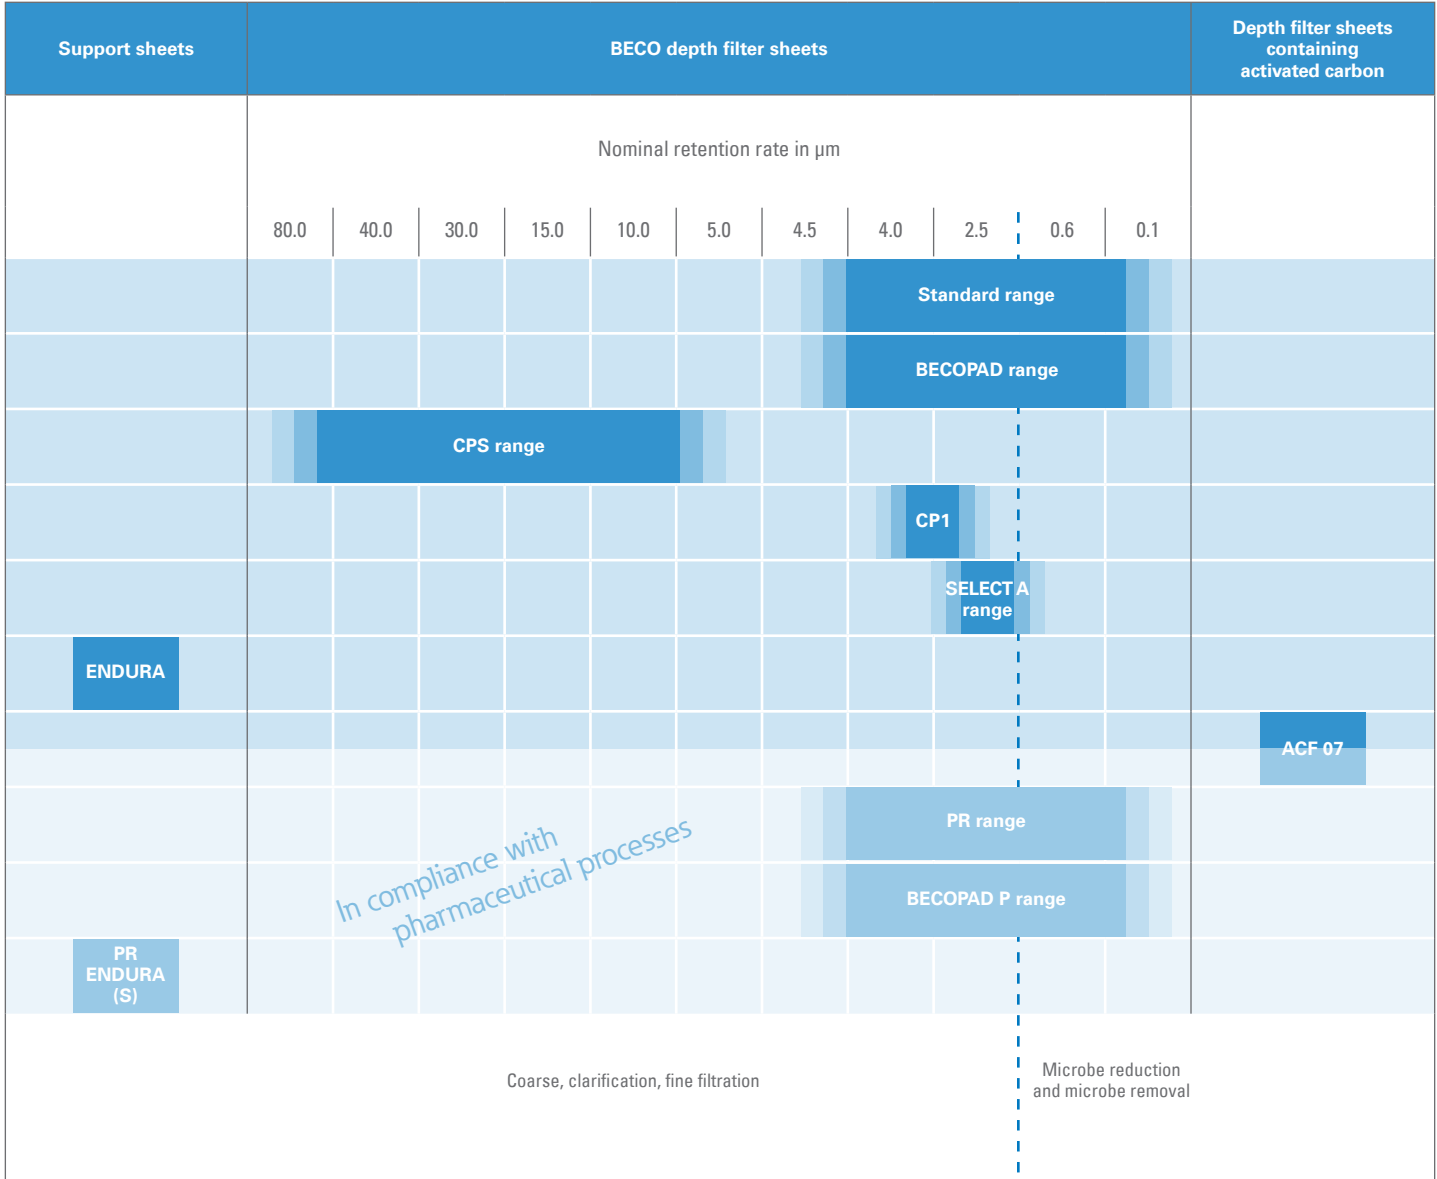 Support sheets
BECO depth filter sheets
Depth filter sheets
containing
activated carbon
Nominal retention rate in µm
80.0 40.0 30.0 15.0 10.0 5.0 4.5 4.0 2.5 0.6 0.1
Standard range
BECOPAD range
CPS range
CP1
SELECT A
range
ENDURA
ACF 07
PR range
In compliance with
pharmaceutical processes
BECOPAD P range
PR
ENDURA
(S)
Coarse, clarification, fine filtration
Microbe reduction
and microbe removal